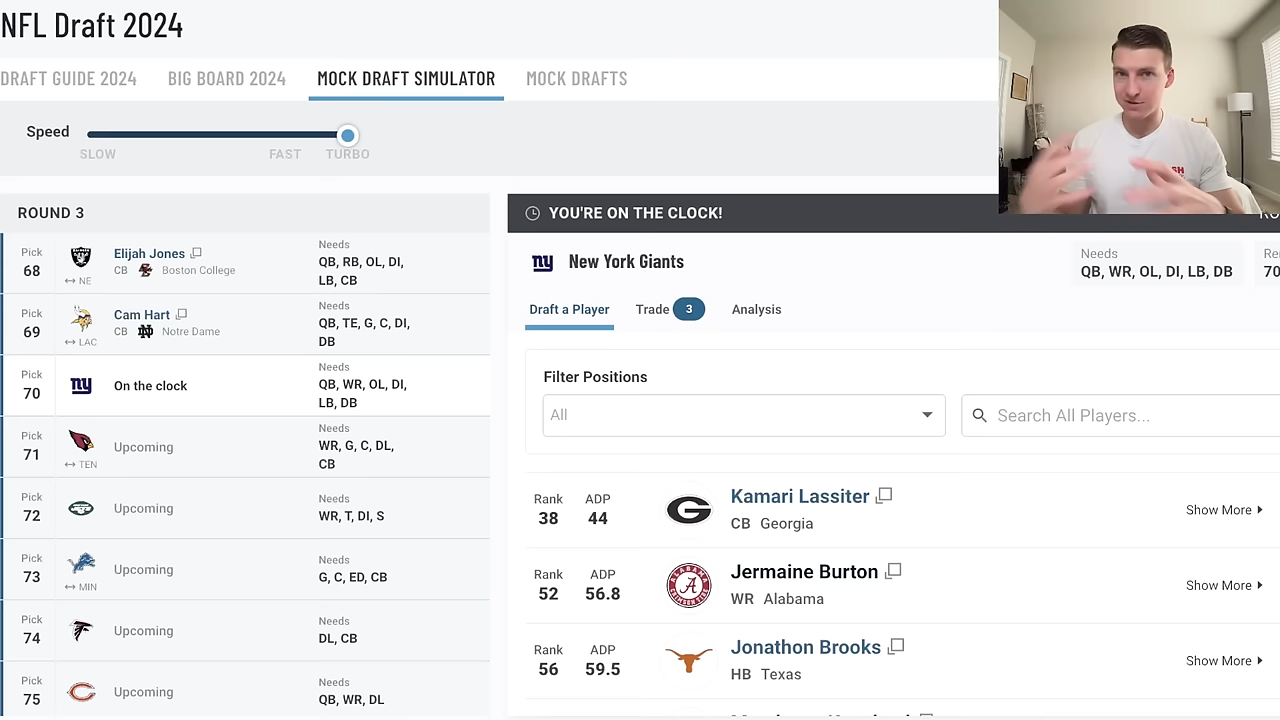 NFL Draft 2024
DRAFT GUIDE 2024 BIG BOARD 2024 MOCK DRAFT SIMULATOR MOCK DRAFTS
Speed
SLOW FAST TURBO
ROUND 3
Pick
68
NE
Elijah Jones
CB Boston College
Needs
QB, RB, OL, DI,
LB, CB
Pick
69
LAC
Cam Hart
CB Notre Dame
Needs
QB, TE, G, C, DI,
DB
Pick
70
ny
On the clock
Needs
QB, WR, OL, DI,
LB, DB
Pick
71
TEN
Upcoming
Needs
WR, G, C, DL,
CB
Pick
72
Upcoming
Needs
WR, T, DI, S
Pick
73
MIN
Upcoming
Needs
G, C, ED, CB
Pick
74
Upcoming
Needs
DL, CB
Pick
75
Upcoming
Needs
QB, WR, DL
YOU'RE ON THE CLOCK!
ny New York Giants
Needs
QB, WR, OL, DI, LB, DB
70
Draft a Player Trade 3 Analysis
Filter Positions
All
Search All Players...
Rank ADP
38 44
G
Kamari Lassiter
CB Georgia
Show More
Rank ADP
52 56.8
Jermaine Burton
WR Alabama
Show More
Rank ADP
56 59.5
Jonathon Brooks
HB Texas
Show More